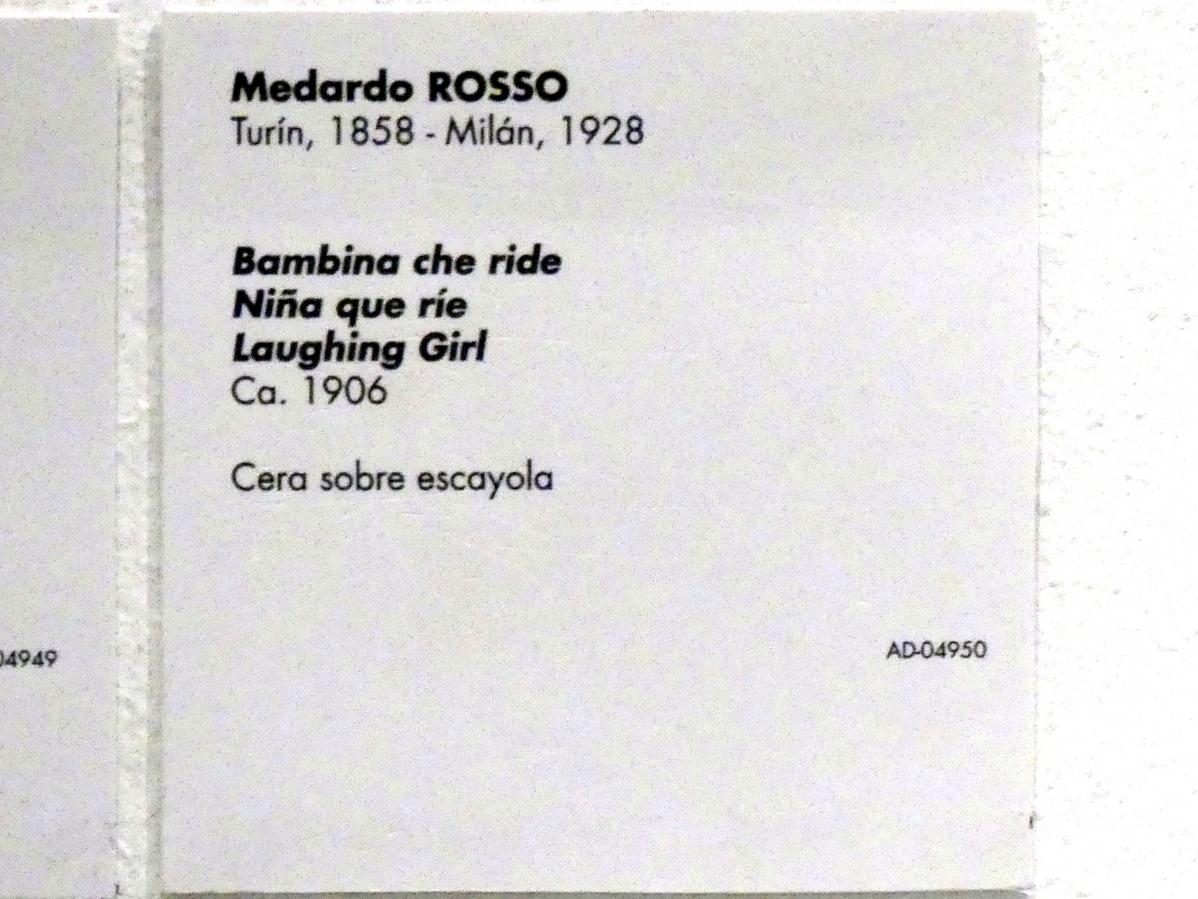 Medardo ROSSO
Turín, 1858 - Milán, 1928
Bambina che ride
Niña que ríe
Laughing Girl
Ca. 1906
Cera sobre escayola
04949
AD-04950